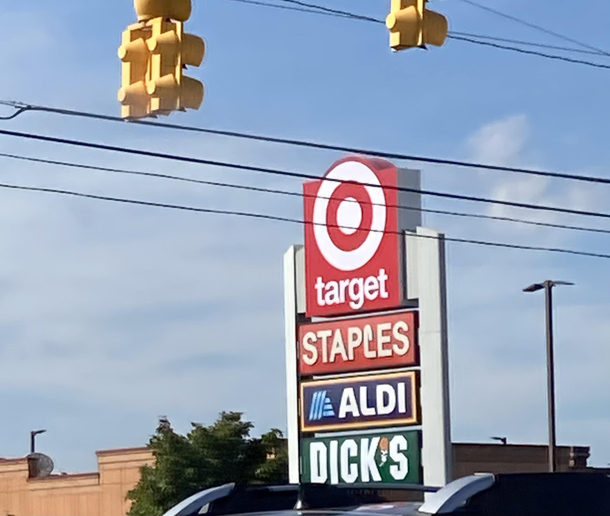 target
STAPLES
ALDI
DICK'S